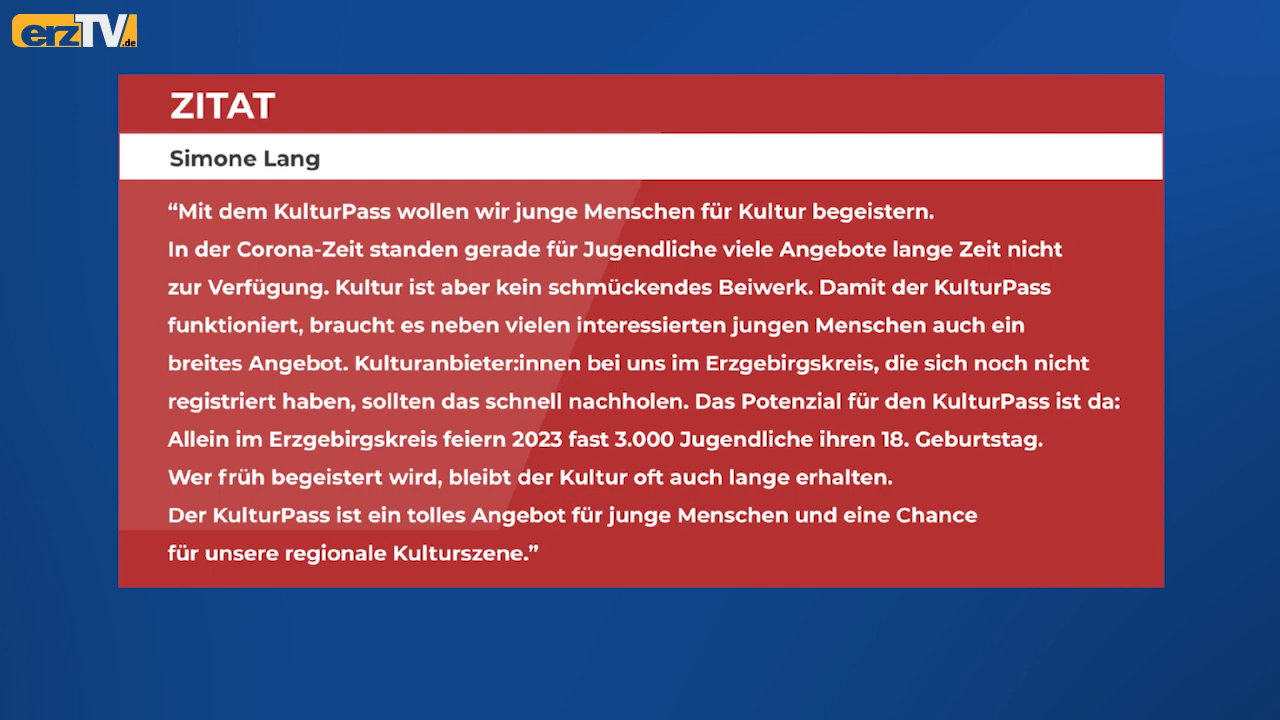 erzTV.de
ZITAT
Simone Lang
“Mit dem KulturPass wollen wir junge Menschen für Kultur begeistern.
In der Corona-Zeit standen gerade für Jugendliche viele Angebote lange Zeit nicht
zur Verfügung. Kultur ist aber kein schmückendes Beiwerk. Damit der KulturPass
funktioniert, braucht es neben vielen interessierten jungen Menschen auch ein
breites Angebot. Kulturanbieter:innen bei uns im Erzgebirgskreis, die sich noch nicht
registriert haben, sollten das schnell nachholen. Das Potenzial für den KulturPass ist da:
Allein im Erzgebirgskreis feiern 2023 fast 3.000 Jugendliche ihren 18. Geburtstag.
Wer früh begeistert wird, bleibt der Kultur oft auch lange erhalten.
Der KulturPass ist ein tolles Angebot für junge Menschen und eine Chance
für unsere regionale Kulturszene.”